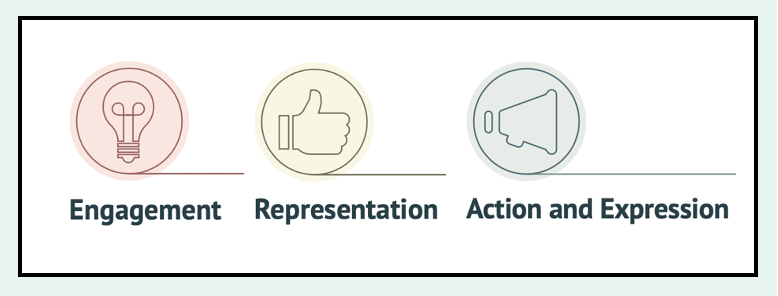 Engagement
Representation
Action and Expression